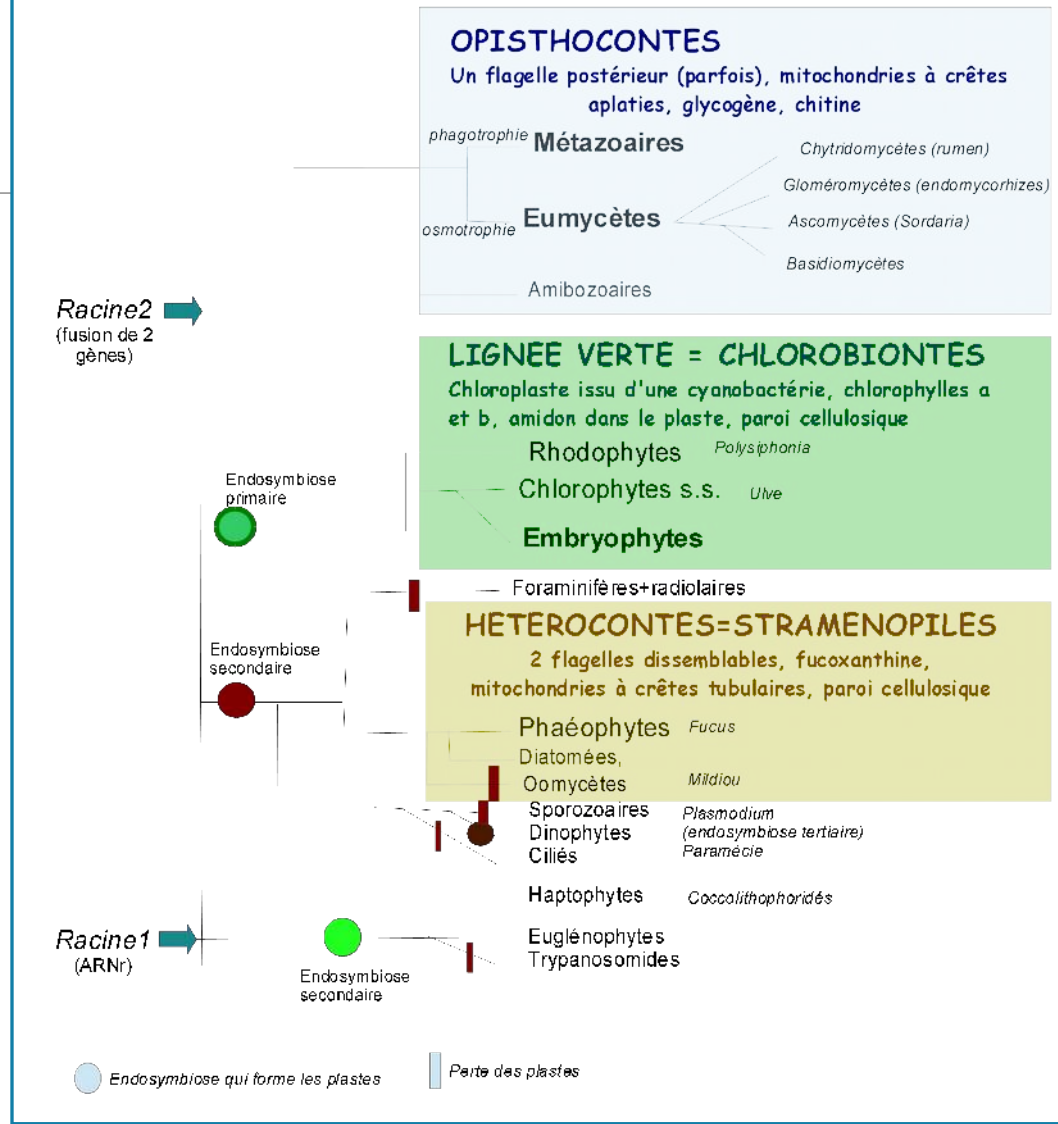 OPISTHOCONTES
Un flagelle postérieur (parfois), mitochondries à crêtes
aplaties, glycogène, chitine
phagotrophie
Métazoaires
Chytridomycètes (rumen)
Gloméromycètes (endomycorhizes)
osmotrophie
Eumycètes
Ascomycètes (Sordaria)
Basidiomycètes
Amibozoaires
Racine2
(fusion de 2
gènes)
LIGNEE VERTE = CHLOROBIONTES
Chloroplaste issu d'une cyanobactérie, chlorophylles a
et b, amidon dans le plaste, paroi cellulosique
Rhodophytes
Polysiphonia
Endosymbiose
primaire
Chlorophytes s.s.
Ulve
Embryophytes
Foraminifères+radiolaires
HETEROCONTES=STRAMENOPILES
2 flagelles dissemblables, fucoxanthine,
mitochondries à crêtes tubulaires, paroi cellulosique
Endosymbiose
secondaire
Phaéophytes
Fucus
Diatomées,
Oomycètes
Mildiou
Sporozoaires
Plasmodium
Dinophytes
(endosymbiose tertiaire)
Ciliés
Paramécie
Haptophytes
Coccolithophoridés
Racine1
(ARNr)
Euglénophytes
Trypanosomides
Endosymbiose
secondaire
Endosymbiose qui forme les plastes
Perte des plastes